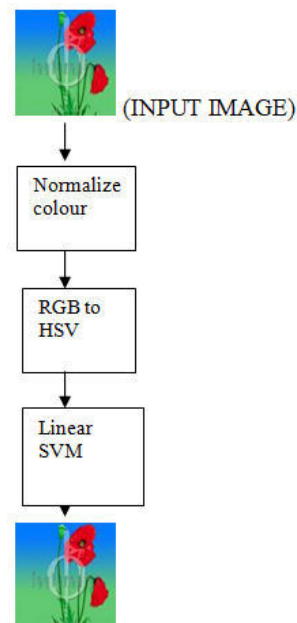 (INPUT IMAGE)
Normalize
colour
RGB to
HSV
Linear
SVM